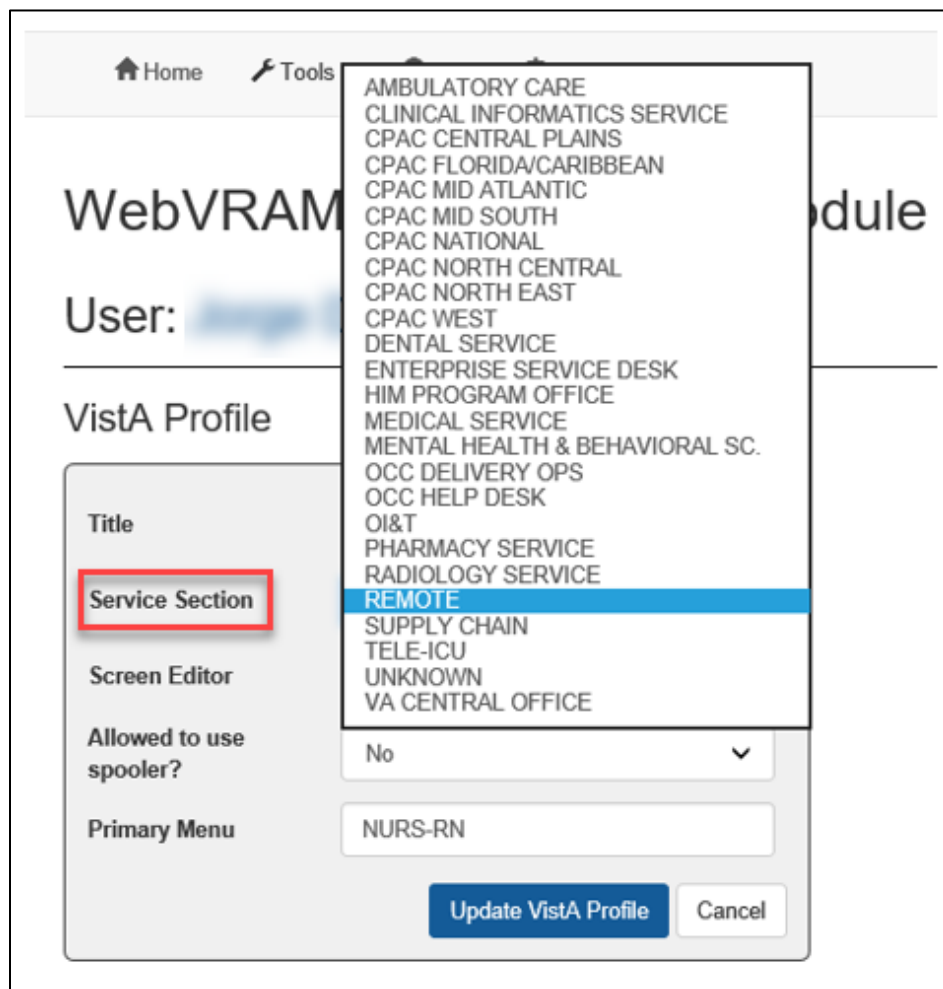 Home Tools
AMBULATORY CARE
CLINICAL INFORMATICS SERVICE
CPAC CENTRAL PLAINS
CPAC FLORIDA/CARIBBEAN
CPAC MID ATLANTIC
CPAC MID SOUTH
CPAC NATIONAL
CPAC NORTH CENTRAL
CPAC NORTH EAST
CPAC WEST
DENTAL SERVICE
ENTERPRISE SERVICE DESK
HIM PROGRAM OFFICE
MEDICAL SERVICE
MENTAL HEALTH & BEHAVIORAL SC.
OCC DELIVERY OPS
OCC HELP DESK
OI&T
PHARMACY SERVICE
RADIOLOGY SERVICE
REMOTE
SUPPLY CHAIN
TELE-ICU
UNKNOWN
VA CENTRAL OFFICE
WebVRAM odule
User:
VistA Profile
Title
Service Section
Screen Editor
Allowed to use
spooler?
No
Primary Menu NURS-RN
Update VistA Profile Cancel